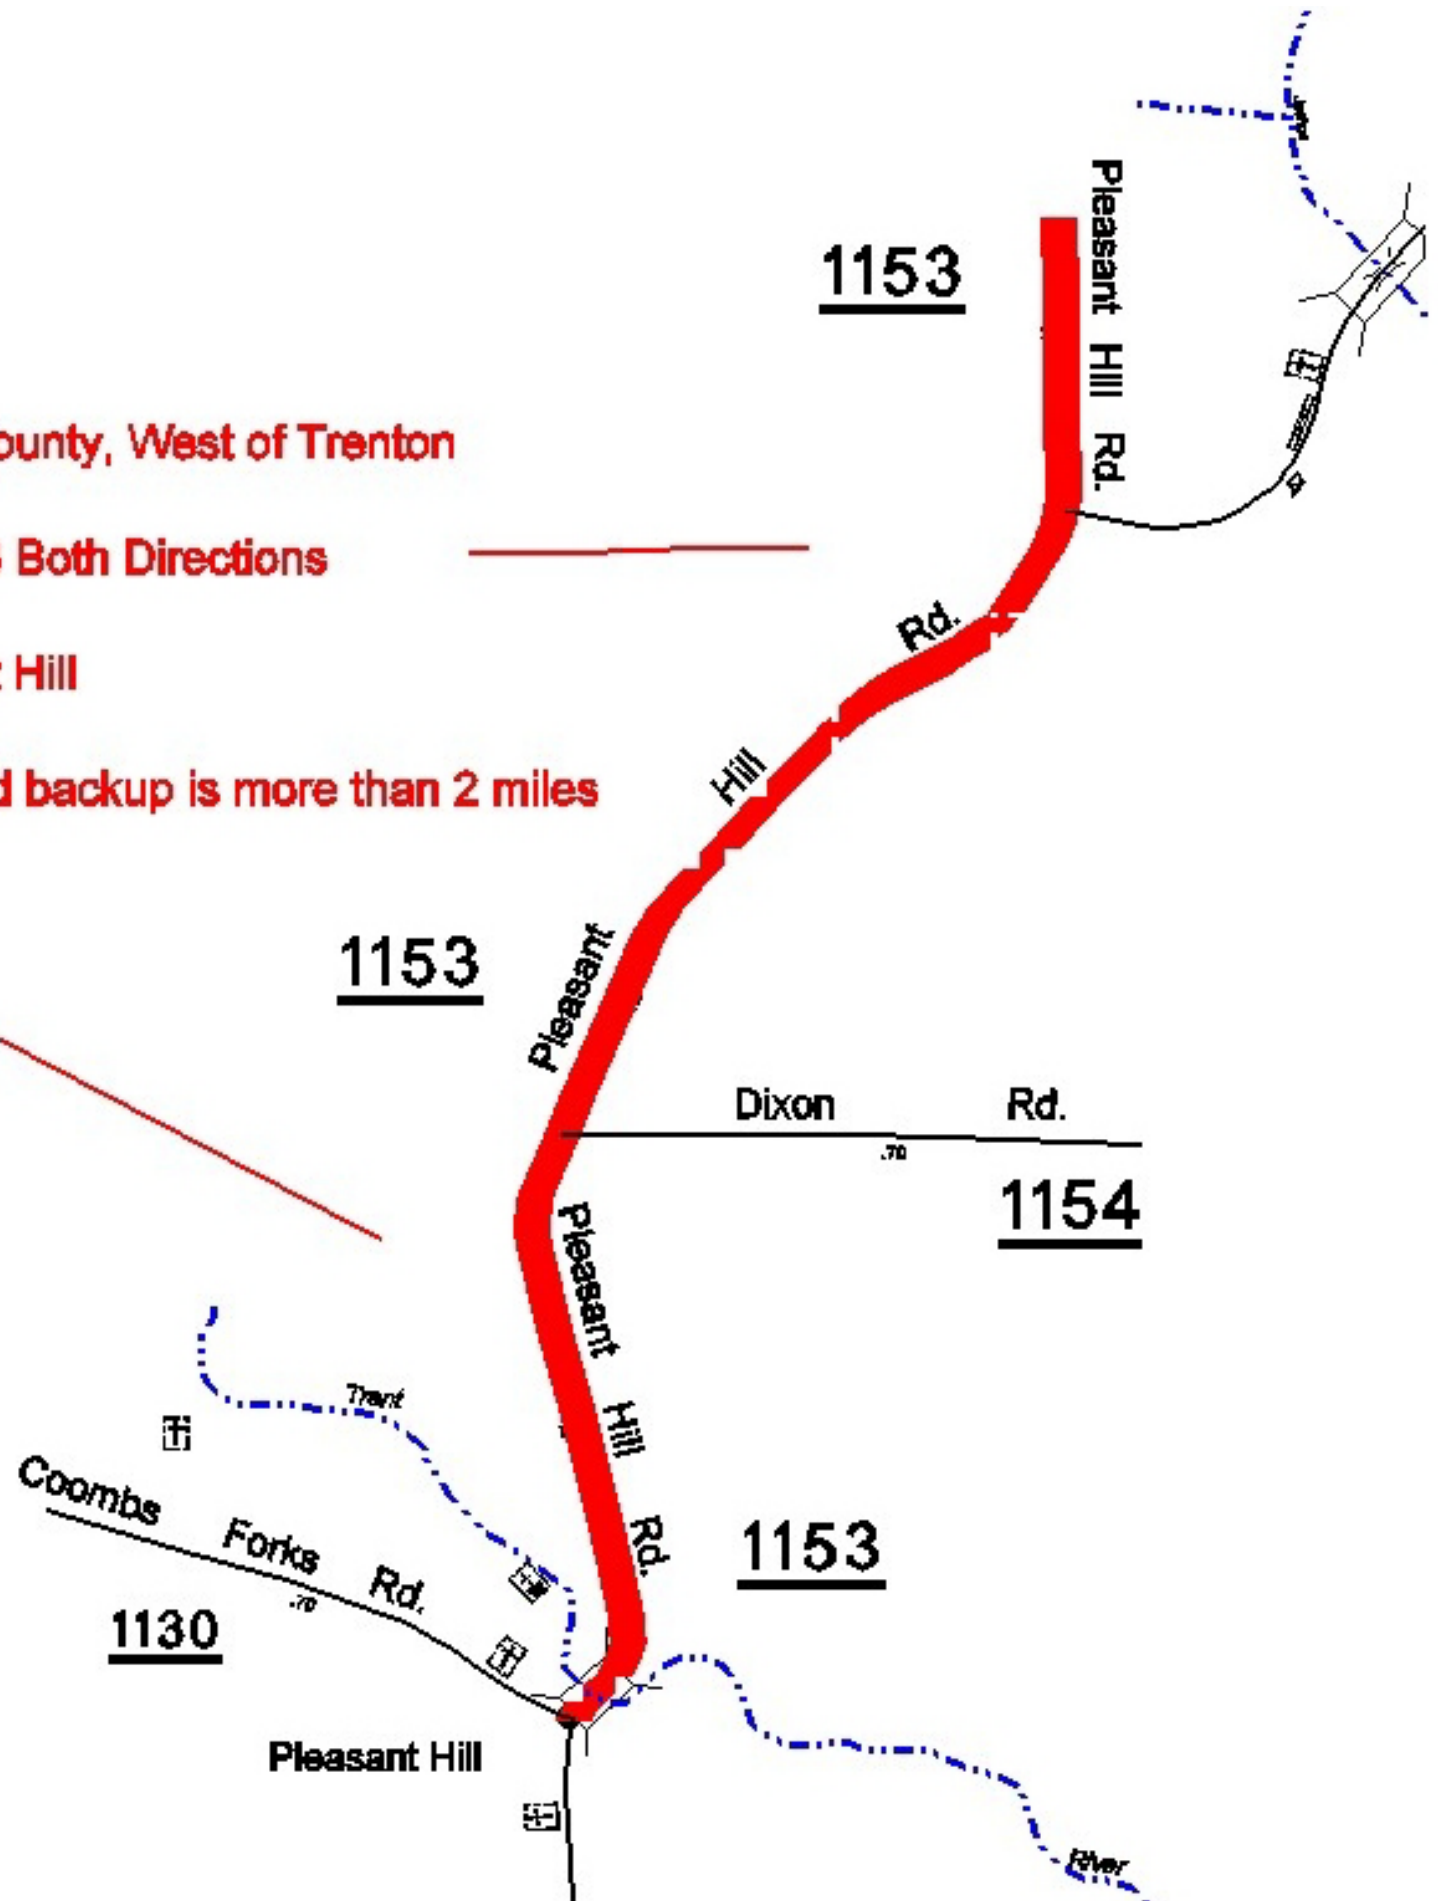 Pleasant Hill Rd.
1153
ounty, West of Trenton
Both Directions
Rd.
Hill
Hill
d backup is more than 2 miles
Pleasant
1153
Dixon Rd.
.70
1154
Pleasant Hill Rd.
Trent
Coombs Forks Rd.
.70
1153
1130
Pleasant Hill
River